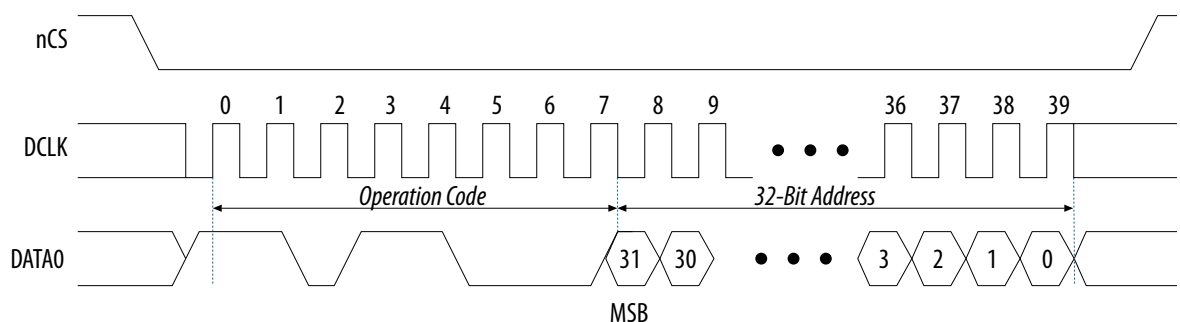 nCS
0 1 2 3 4 5 6 7 8 9 36 37 38 39
DCLK
Operation Code 32-Bit Address
DATA0 31 30 3 2 1 0
MSB